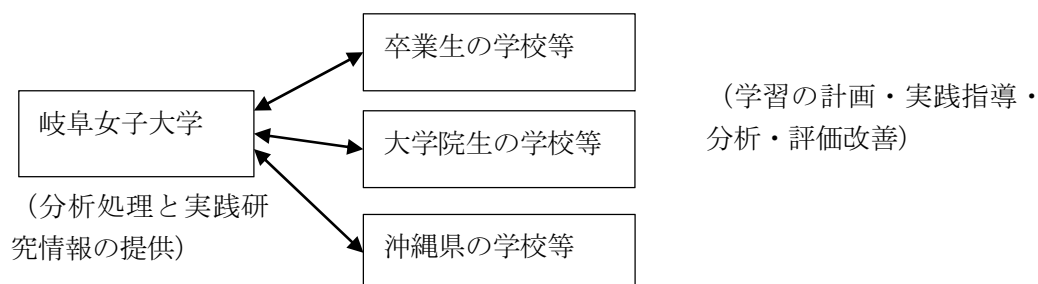 卒業生の学校等
岐阜女子大学
大学院生の学校等
沖縄県の学校等
(分析処理と実践研
究情報の提供)
(学習の計画・実践指導・
分析・評価改善)